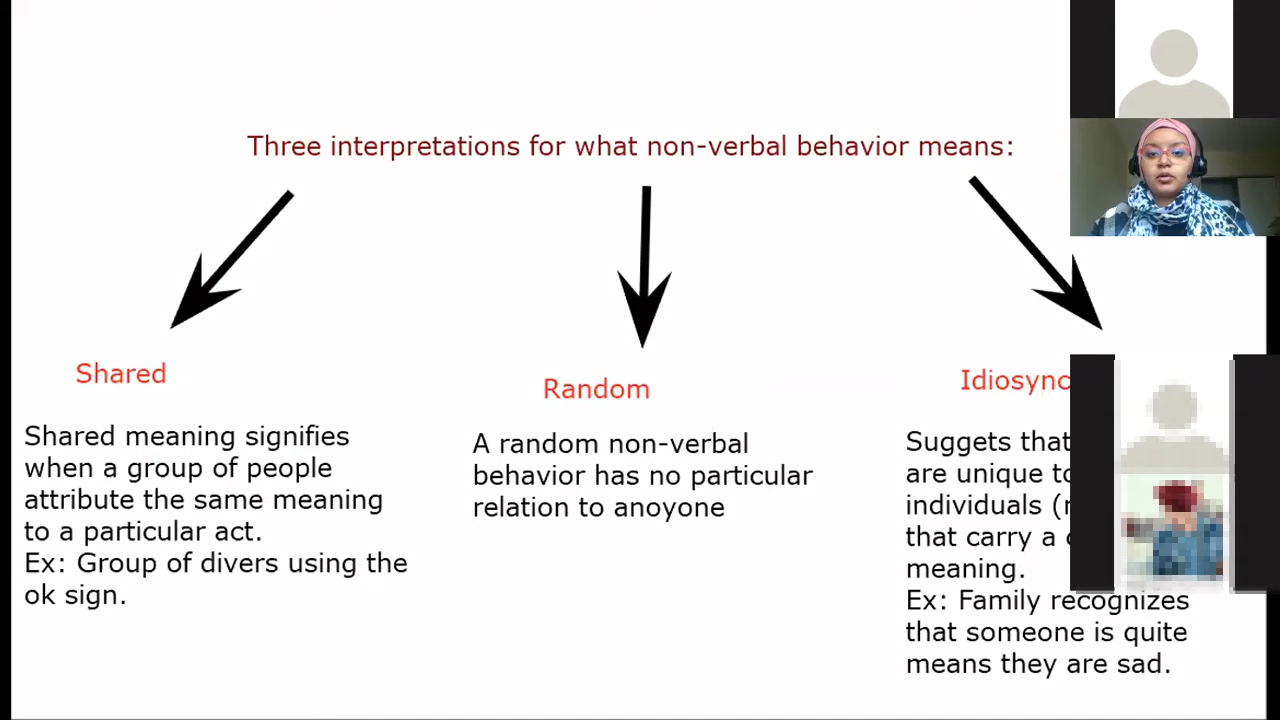 Three interpretations for what non-verbal behavior means:
Shared
Shared meaning signifies
when a group of people
attribute the same meaning
to a particular act.
Ex: Group of divers using the
ok sign.
Random
A random non-verbal
behavior has no particular
relation to anoyone
Idiosync
Suggets that
are unique to
individuals (
that carry a
meaning.
Ex: Family recognizes
that someone is quite
means they are sad.